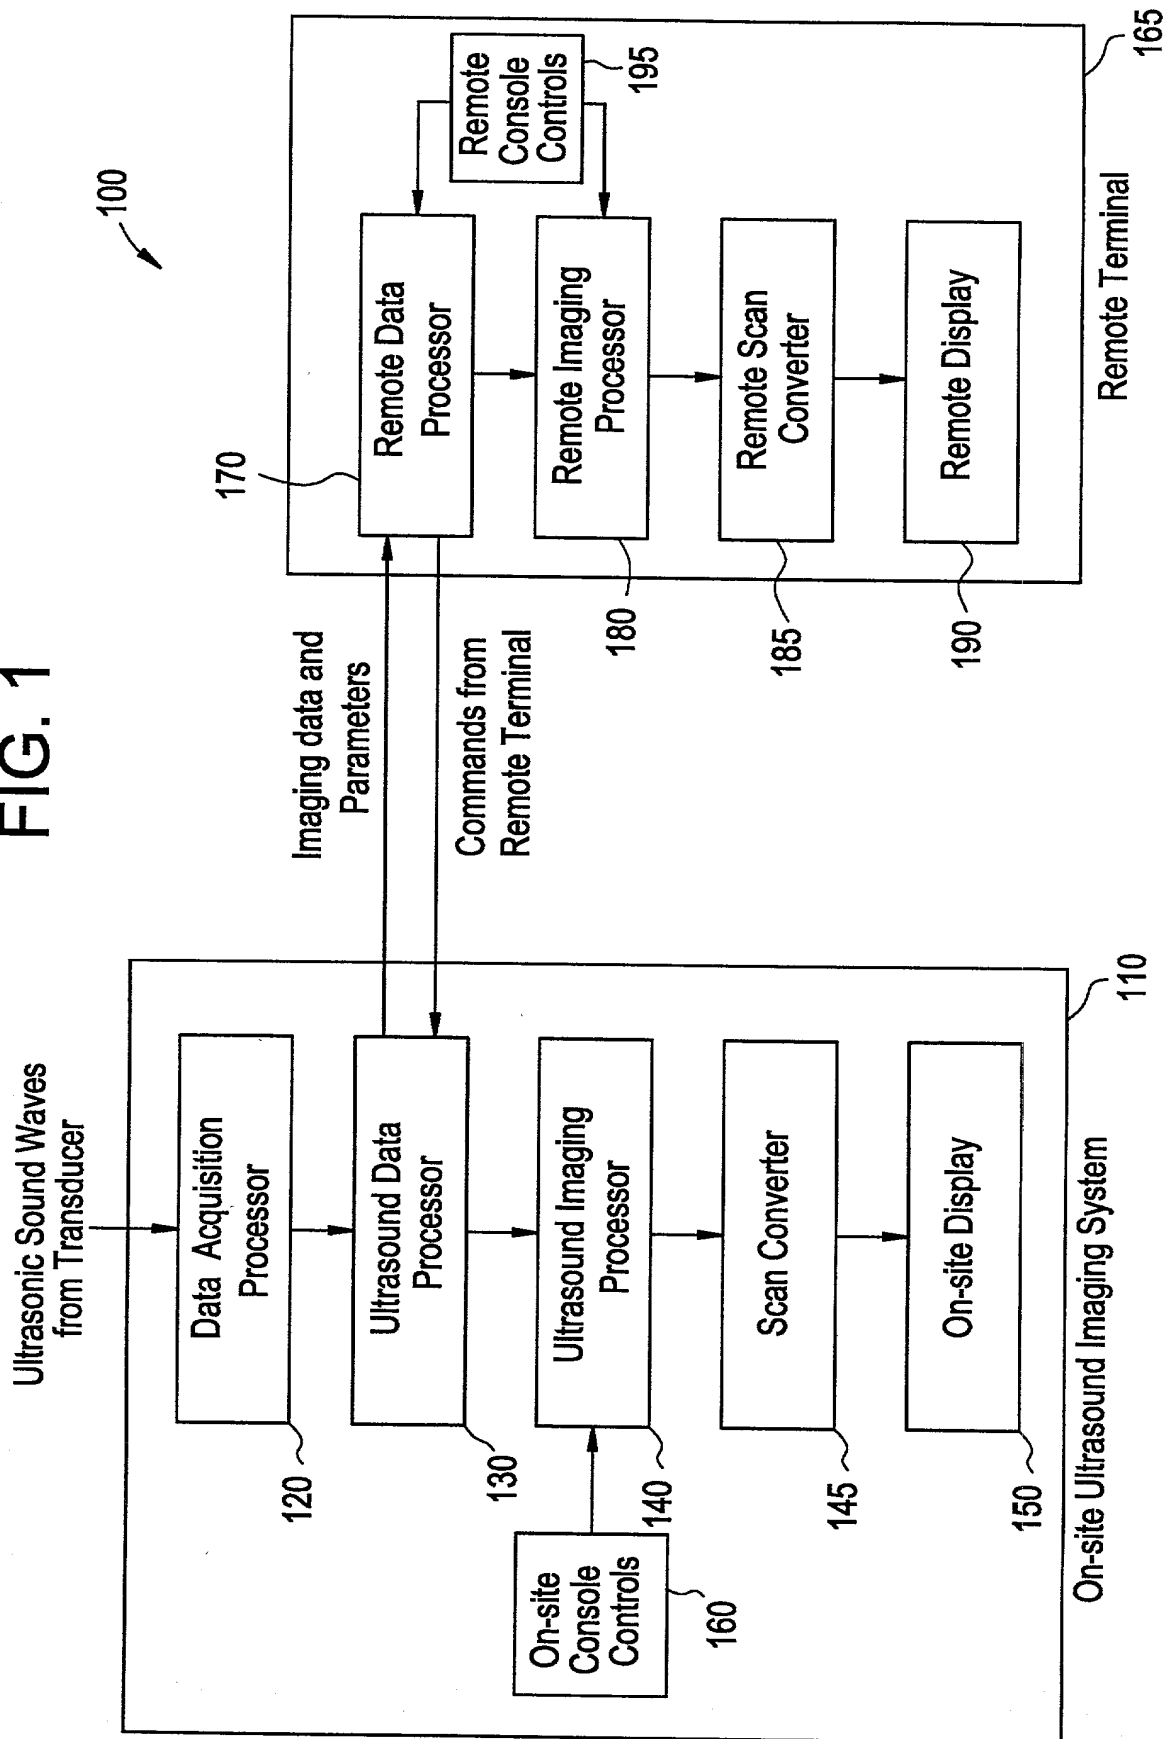 FIG. 1
100
Ultrasonic Sound Waves
from Transducer
Data Acquisition
Processor
120
Ultrasound Data
Processor
130
On-site
Console
Controls
160
Ultrasound Imaging
Processor
140
Scan Converter
145
On-site Display
150
On-site Ultrasound Imaging System
110
Imaging data and
Parameters
Commands from
Remote Terminal
170
Remote Data
Processor
Remote
Console
Controls
195
Remote Imaging
Processor
180
Remote Scan
Converter
185
Remote Display
190
Remote Terminal
165